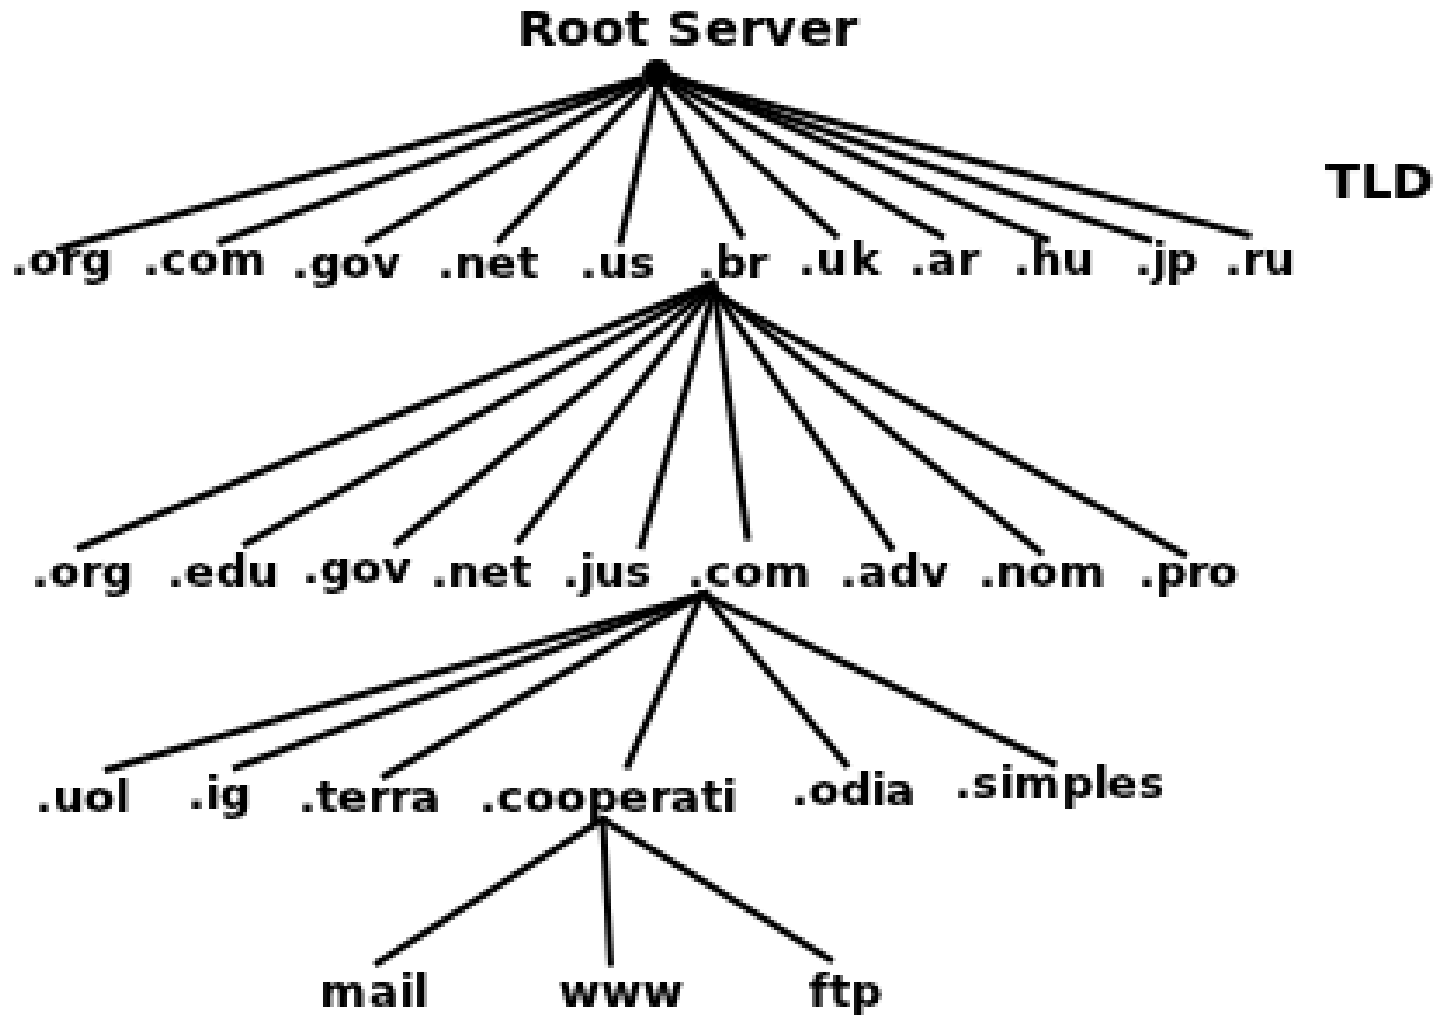 Root Server
TLD
.org .com .gov .net .us .br .uk .ar .hu .jp .ru
.org .edu .gov .net .jus .com .adv .nom .pro
.uol .ig .terra .cooperati .odia .simples
mail www ftp